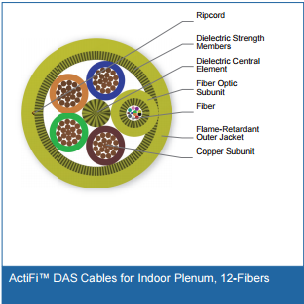 Ripcord
Dielectric Strength
Members
Dielectric Central
Element
Fiber Optic
Subunit
Fiber
Flame-Retardant
Outer Jacket
Copper Subunit
ActiFi™ DAS Cables for Indoor Plenum, 12-Fibers